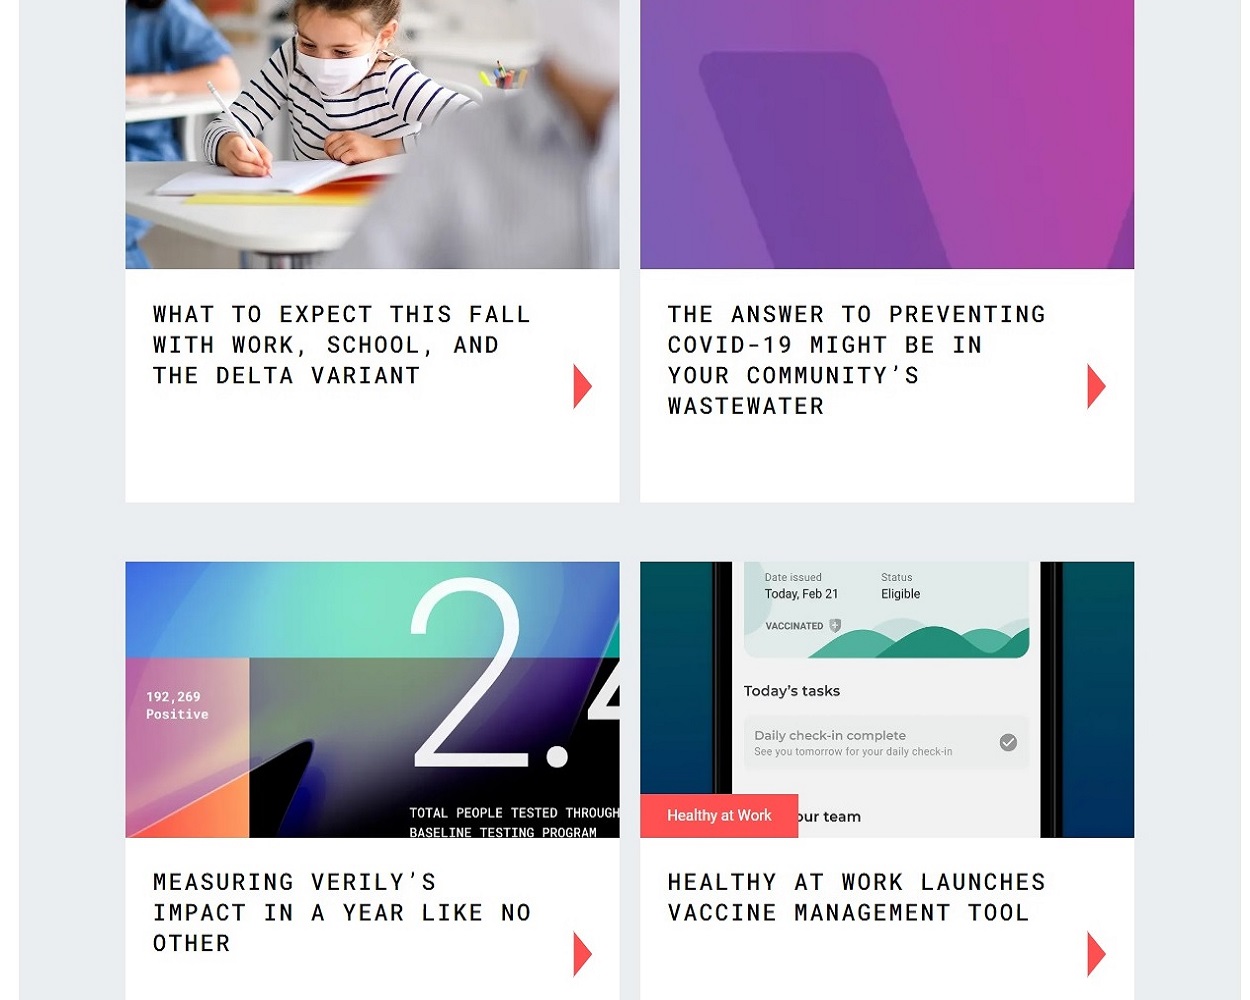 WHAT TO EXPECT THIS FALL
WITH WORK, SCHOOL, AND
THE DELTA VARIANT
THE ANSWER TO PREVENTING
COVID-19 MIGHT BE IN
YOUR COMMUNITY’S
WASTEWATER
192,269
Positive
2.
TOTAL PEOPLE TESTED THROUGH
BASELINE TESTING PROGRAM
MEASURING VERILY’S
IMPACT IN A YEAR LIKE NO
OTHER
Date issued
Status
Today, Feb 21
Eligible
VACCINATED
Today’s tasks
Daily check-in complete
See you tomorrow for your daily check-in
Healthy at Work
our team
HEALTHY AT WORK LAUNCHES
VACCINE MANAGEMENT TOOL